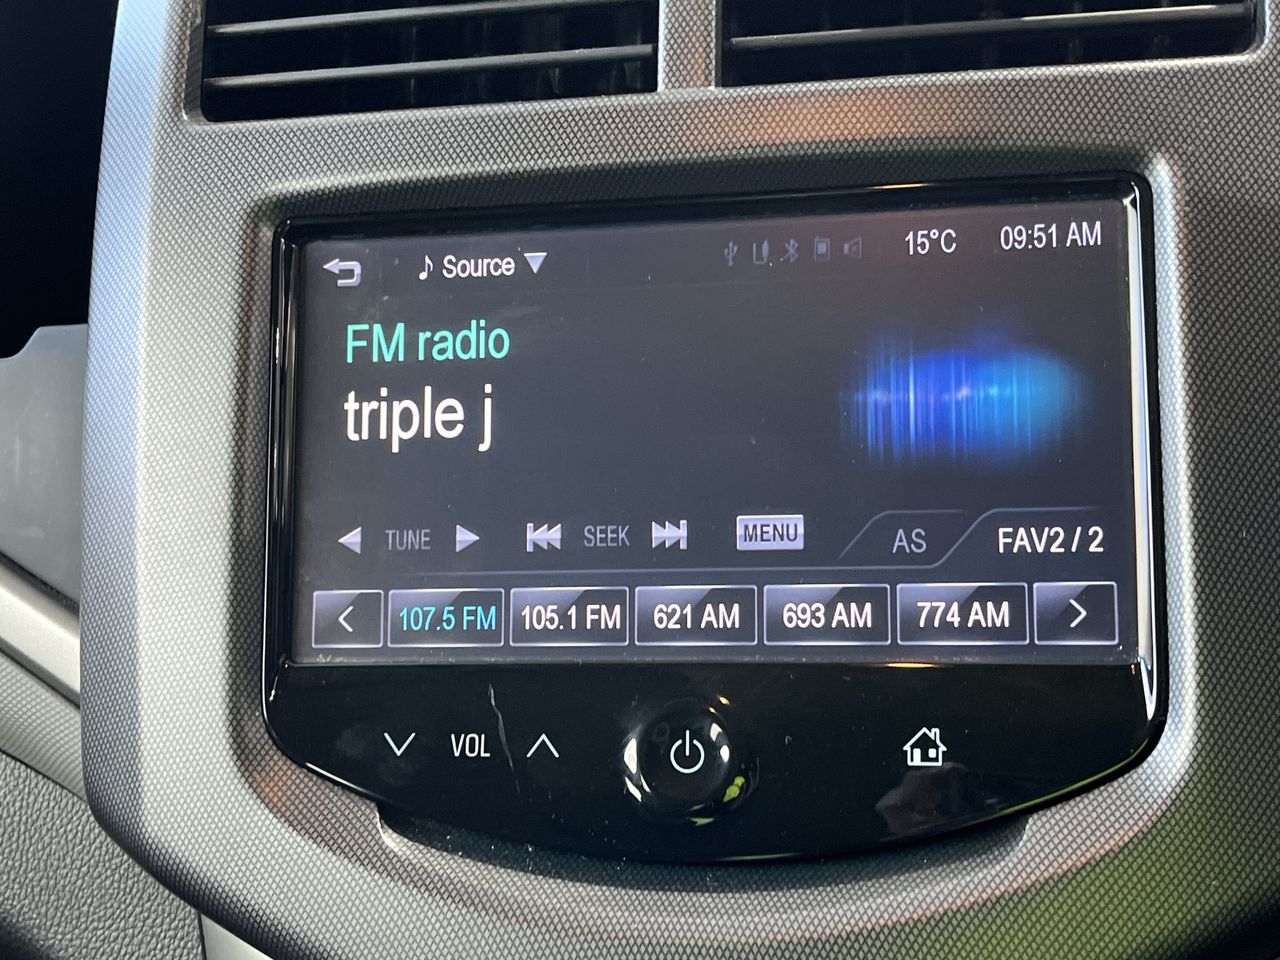 Source 15°C 09:51 AM
FM radio
triple j
TUNE SEEK MENU AS FAV2 / 2
107.5 FM 105.1 FM 621 AM 693 AM 774 AM
VOL